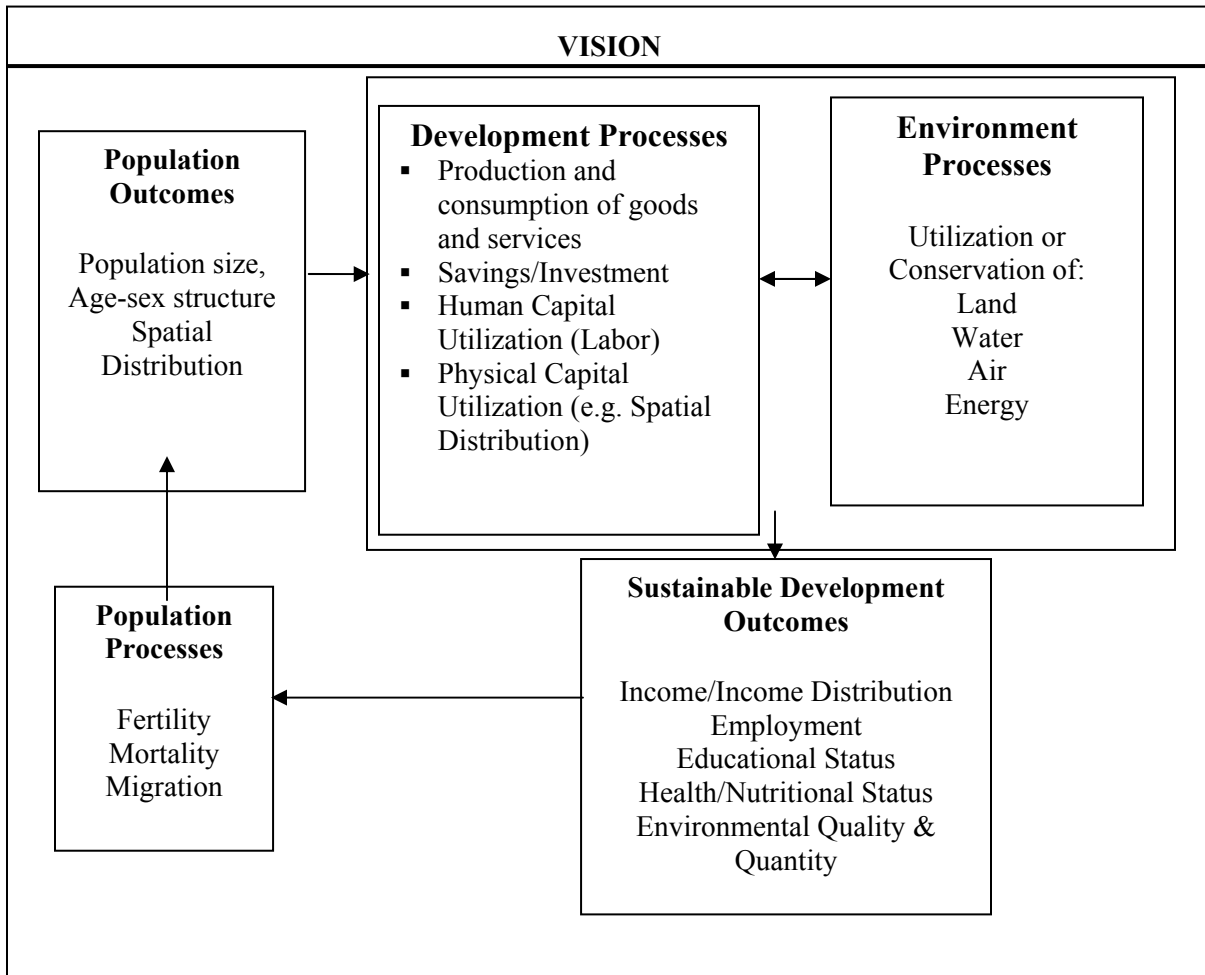 VISION
Population
Outcomes
Population size,
Age-sex structure
Spatial
Distribution
Development Processes
▪ Production and
consumption of goods
and services
▪ Savings/Investment
▪ Human Capital
Utilization (Labor)
▪ Physical Capital
Utilization (e.g. Spatial
Distribution)
Environment
Processes
Utilization or
Conservation of:
Land
Water
Air
Energy
Population
Processes
Fertility
Mortality
Migration
Sustainable Development
Outcomes
Income/Income Distribution
Employment
Educational Status
Health/Nutritional Status
Environmental Quality &
Quantity